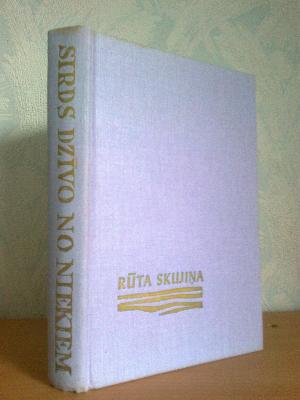 SIRDS DZĪVO NO NIEKIEM
RŪTA SKUJIŅA